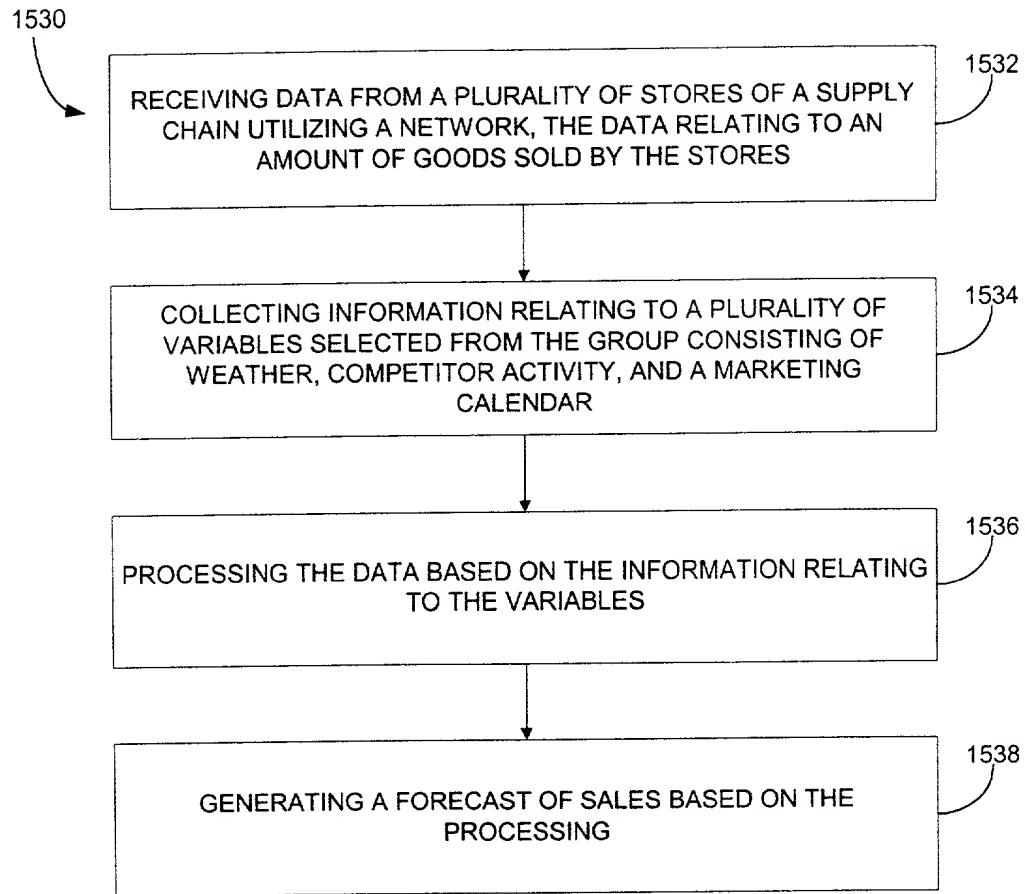 1530
1532
RECEIVING DATA FROM A PLURALITY OF STORES OF A SUPPLY
CHAIN UTILIZING A NETWORK, THE DATA RELATING TO AN
AMOUNT OF GOODS SOLD BY THE STORES
1534
COLLECTING INFORMATION RELATING TO A PLURALITY OF
VARIABLES SELECTED FROM THE GROUP CONSISTING OF
WEATHER, COMPETITOR ACTIVITY, AND A MARKETING
CALENDAR
1536
PROCESSING THE DATA BASED ON THE INFORMATION RELATING
TO THE VARIABLES
1538
GENERATING A FORECAST OF SALES BASED ON THE
PROCESSING